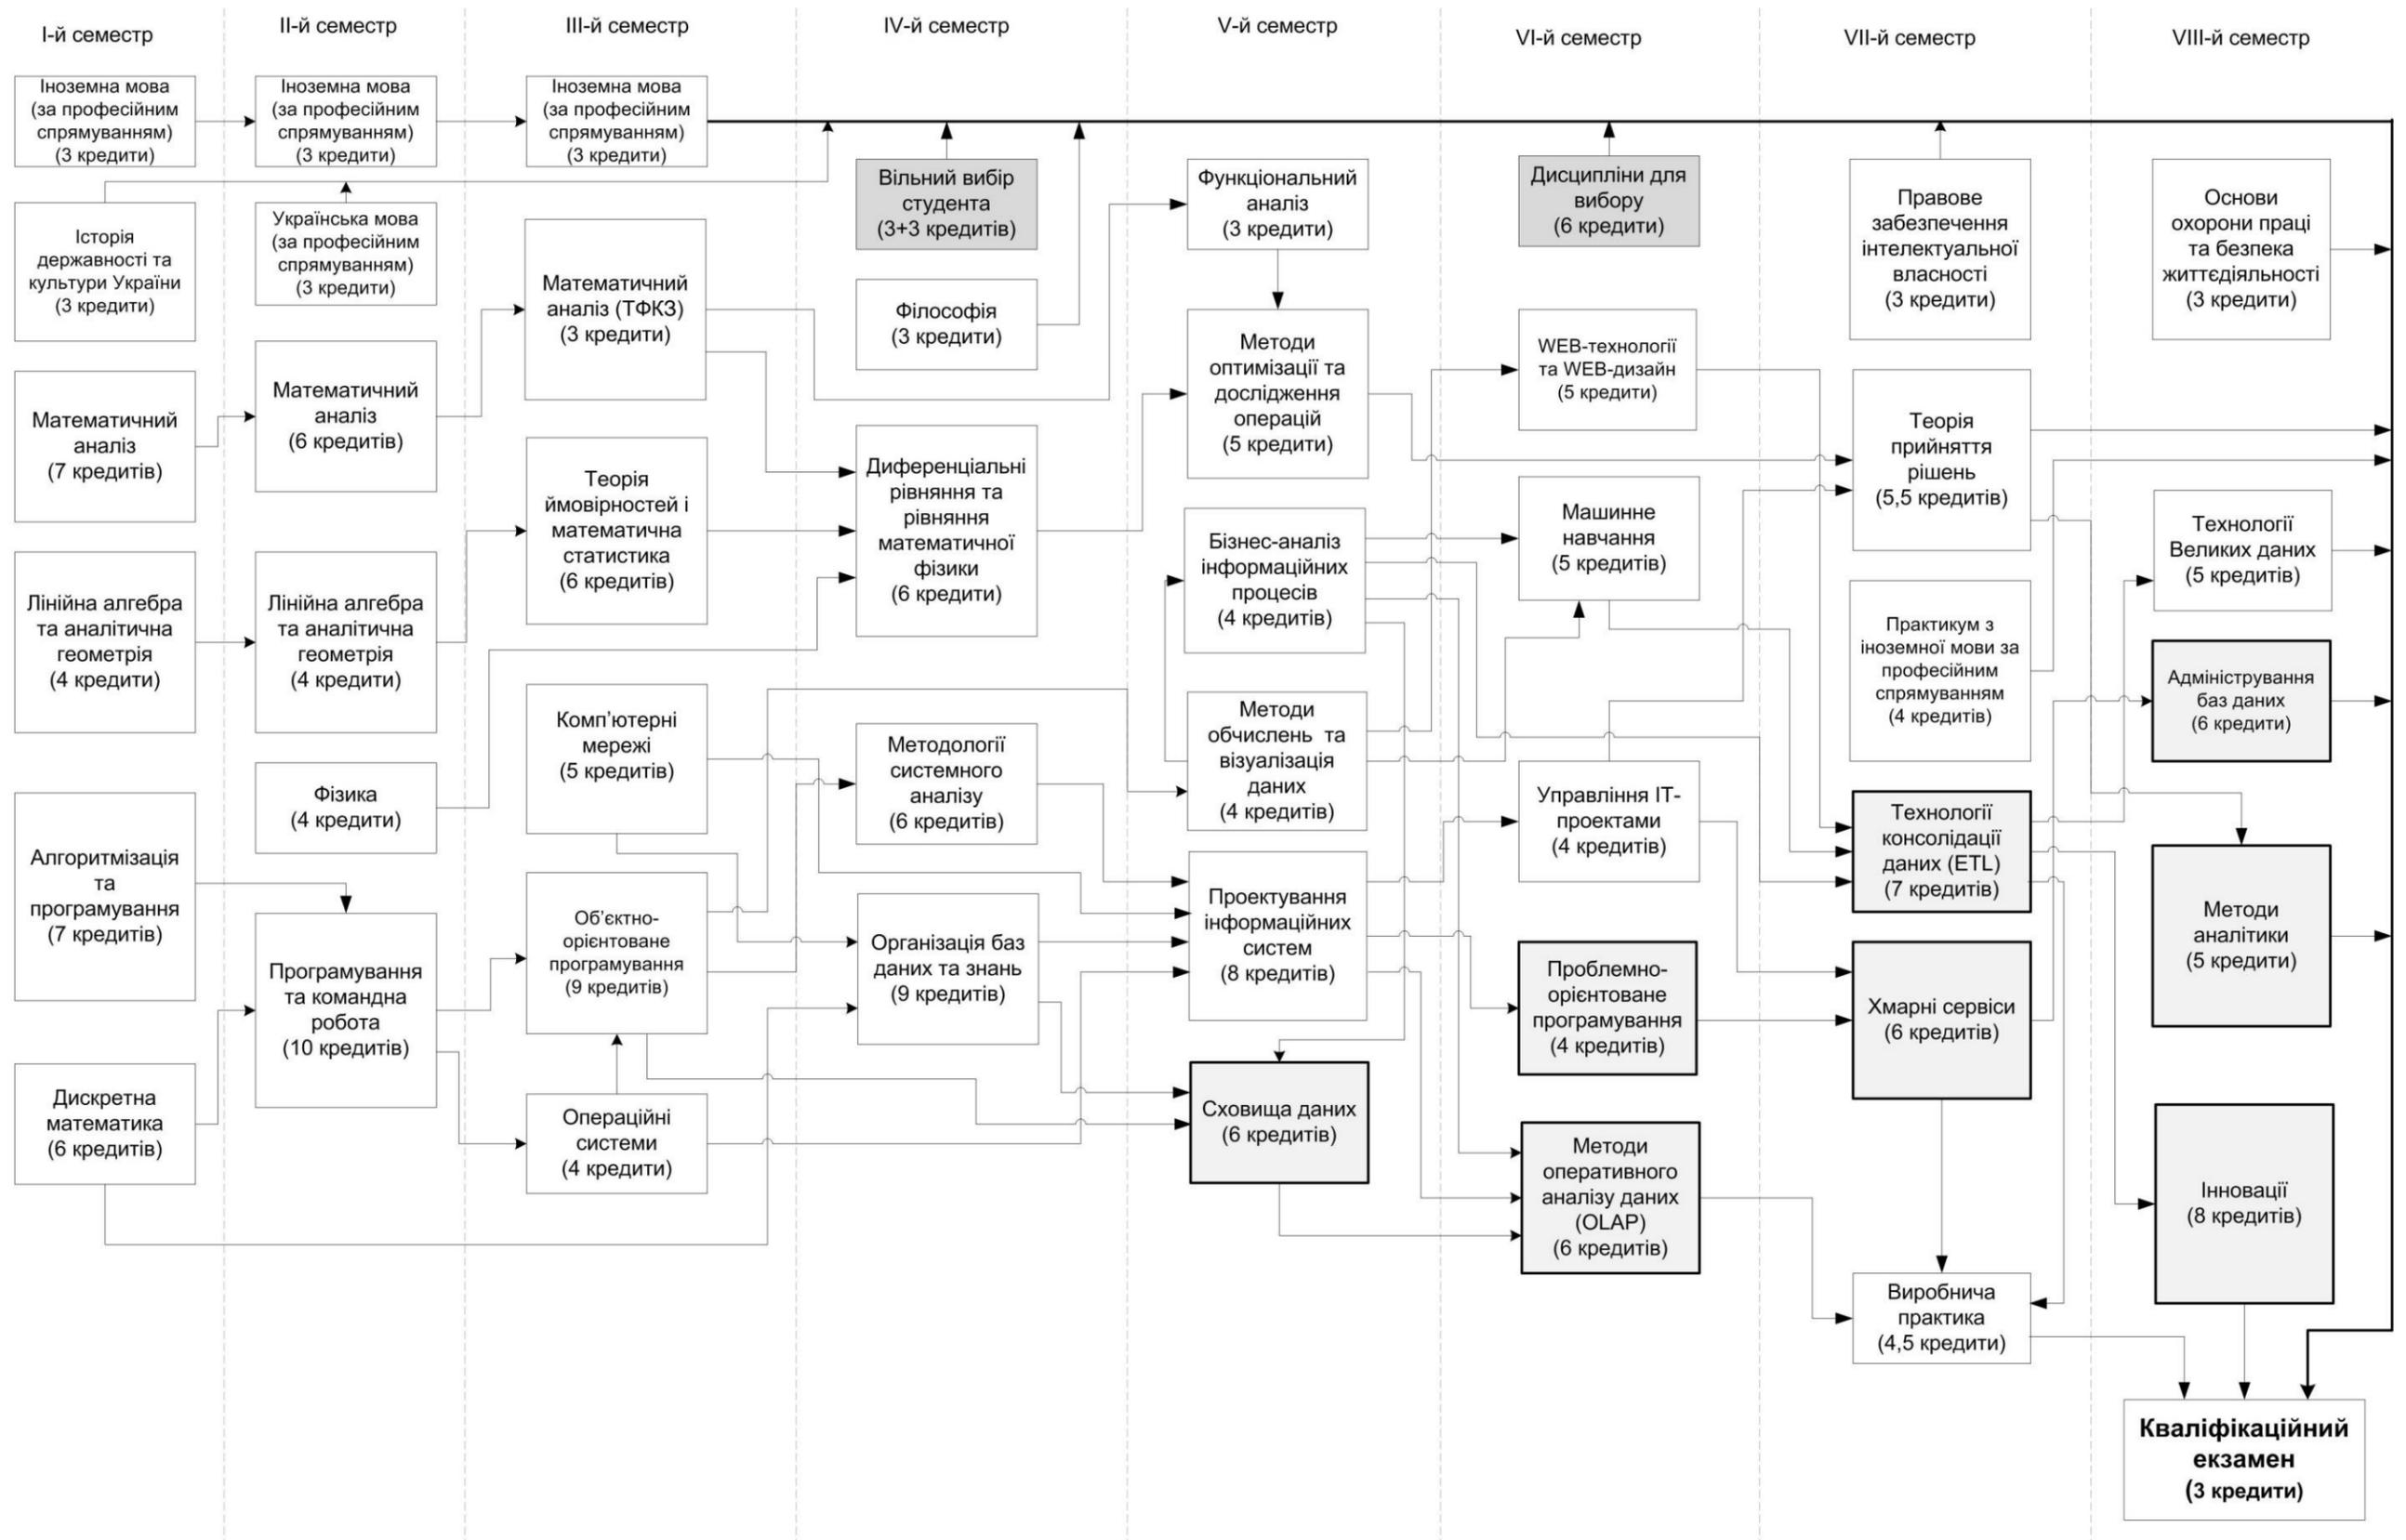 І-й семестр
ІІ-й семестр
ІІІ-й семестр
IV-й семестр
V-й семестр
VI-й семестр
VII-й семестр
VIII-й семестр
Іноземна мова
(за професійним
спрямуванням)
(3 кредити)
Історія
державності та
культури України
(3 кредити)
Математичний
аналіз
(7 кредитів)
Лінійна алгебра
та аналітична
геометрія
(4 кредити)
Алгоритмізація
та
програмування
(7 кредитів)
Дискретна
математика
(6 кредитів)
Іноземна мова
(за професійним
спрямуванням)
(3 кредити)
Українська мова
(за професійним
спрямуванням)
(3 кредити)
Математичний
аналіз
(6 кредитів)
Лінійна алгебра
та аналітична
геометрія
(4 кредити)
Фізика
(4 кредити)
Програмування
та командна
робота
(10 кредитів)
Іноземна мова
(за професійним
спрямуванням)
(3 кредити)
Математичний
аналіз (ТФКЗ)
(3 кредити)
Теорія
ймовірностей і
математична
статистика
(6 кредитів)
Комп’ютерні
мережі
(5 кредитів)
Об’єктно-
орієнтоване
програмування
(9 кредитів)
Операційні
системи
(4 кредити)
Вільний вибір
студента
(3+3 кредитів)
Філософія
(3 кредити)
Диференціальні
рівняння та
рівняння
математичної
фізики
(6 кредити)
Методології
системного
аналізу
(6 кредитів)
Організація баз
даних та знань
(9 кредитів)
Функціональний
аналіз
(3 кредити)
Методи
оптимізації та
дослідження
операцій
(5 кредити)
Бізнес-аналіз
інформаційних
процесів
(4 кредити)
Методи
обчислень та
візуалізація
даних
(4 кредити)
Проектування
інформаційних
систем
(8 кредитів)
Сховища даних
(6 кредитів)
Дисципліни для
вибору
(6 кредити)
WEB-технології
та WEB-дизайн
(5 кредити)
Машинне
навчання
(5 кредитів)
Управління ІТ-
проектами
(4 кредитів)
Проблемно-
орієнтоване
програмування
(4 кредитів)
Методи
оперативного
аналізу даних
(OLAP)
(6 кредитів)
Правове
забезпечення
інтелектуальної
власності
(3 кредити)
Теорія
прийняття
рішень
(5,5 кредитів)
Практикум з
іноземної мови за
професійним
спрямуванням
(4 кредитів)
Технології
консолідації
даних (ETL)
(7 кредитів)
Хмарні сервіси
(6 кредитів)
Виробнича
практика
(4,5 кредити)
Основи
охорони праці
та безпека
життєдіяльності
(3 кредити)
Технології
Великих даних
(5 кредитів)
Адміністрування
баз даних
(6 кредити)
Методи
аналітики
(5 кредити)
Інновації
(8 кредитів)
Кваліфікаційний
екзамен
(3 кредити)